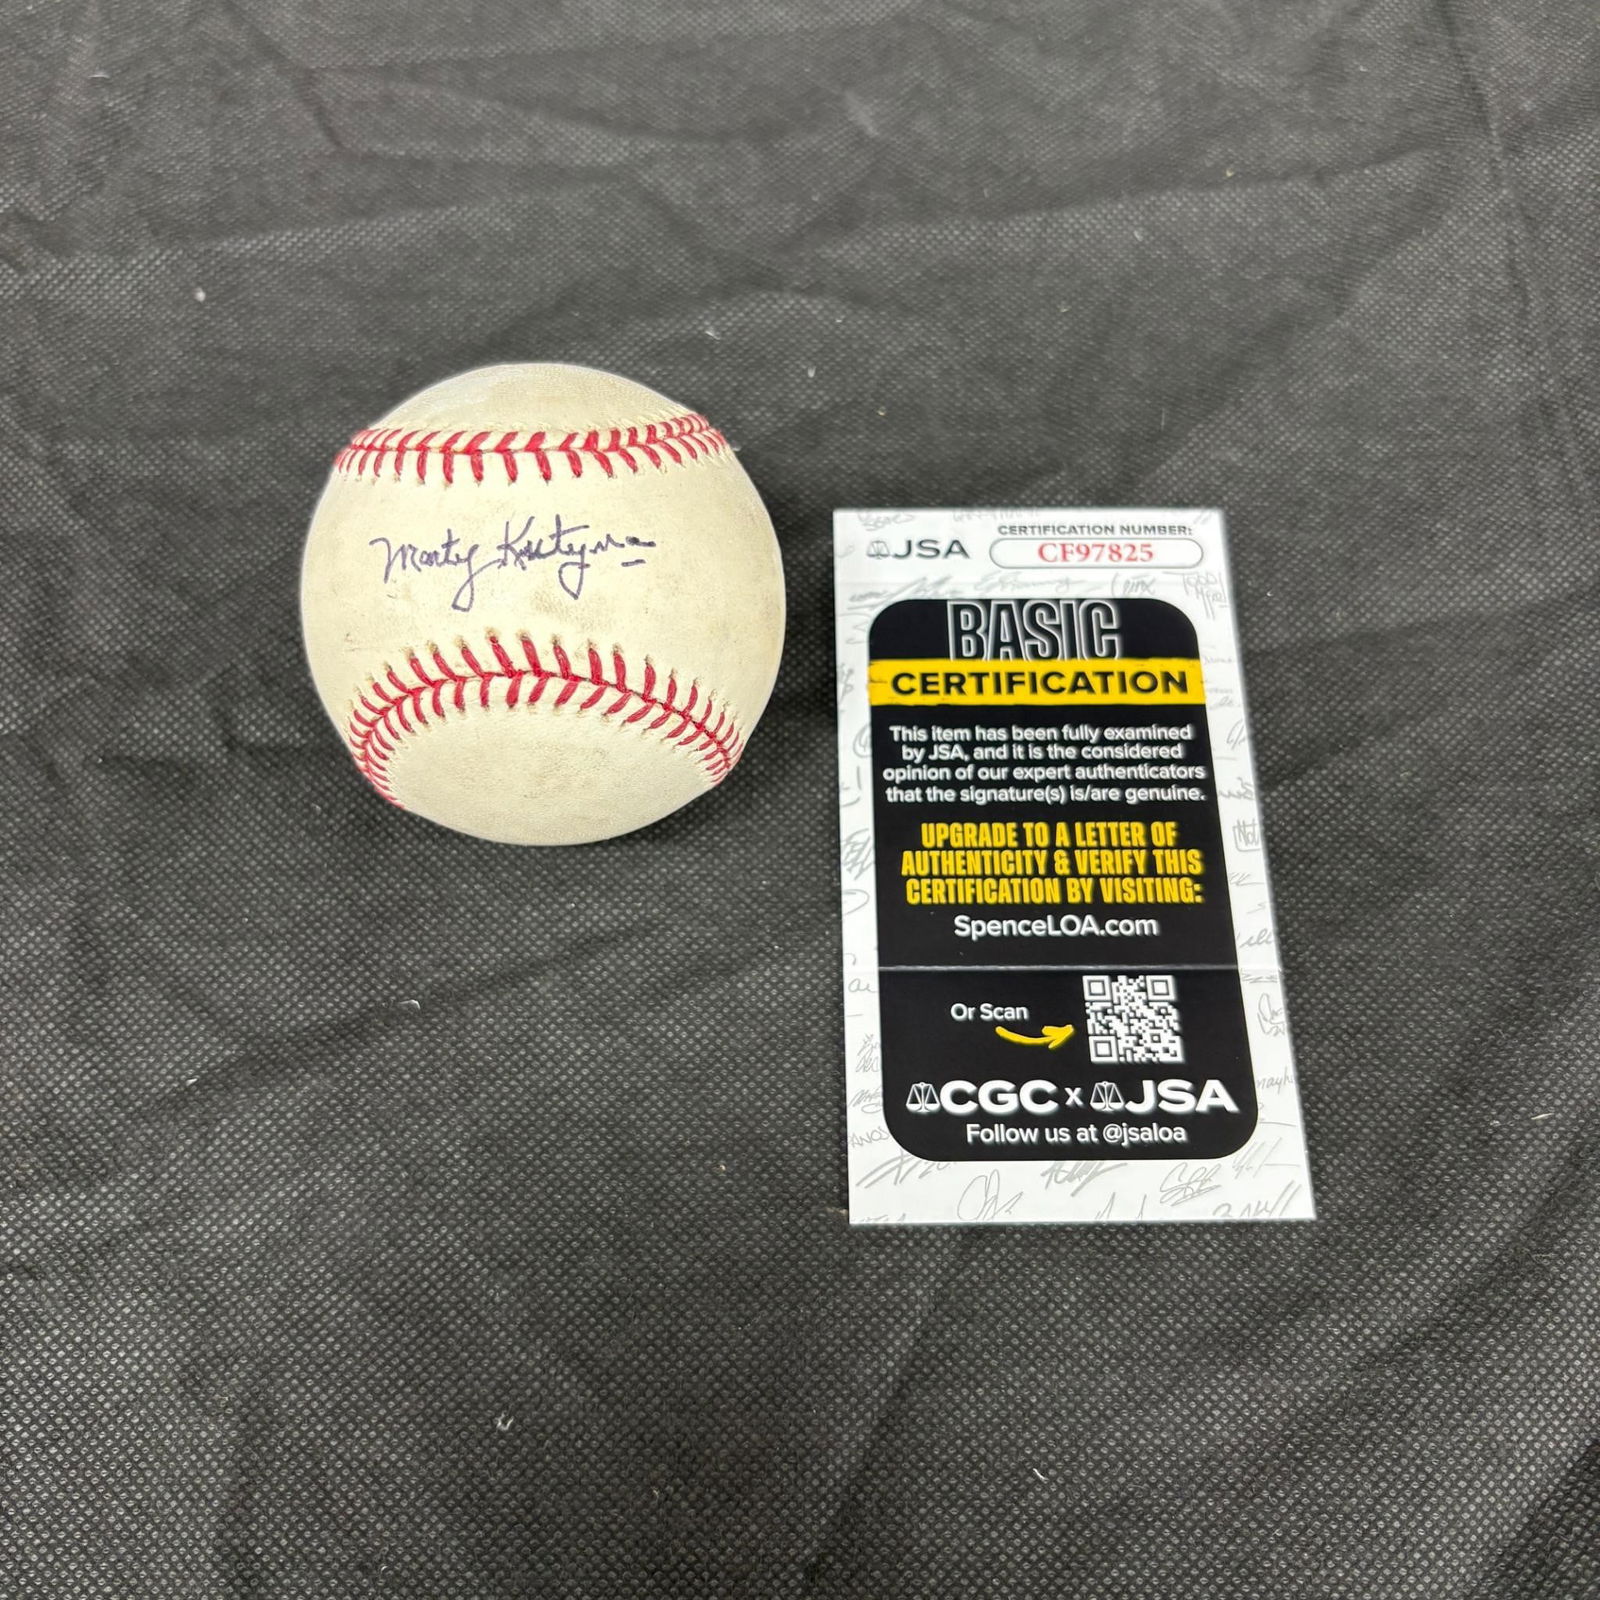 Marty Kutyna
JSA
CERTIFICATION NUMBER:
CF97825
BASIC
CERTIFICATION
This item has been fully examined
by JSA, and it is the considered
opinion of our expert authenticators
that the signature(s) is/are genuine.
UPGRADE TO A LETTER OF
AUTHENTICITY & VERIFY THIS
CERTIFICATION BY VISITING:
SpenceLOA.com
Or Scan
CGC x JSA
Follow us at @jsaloa